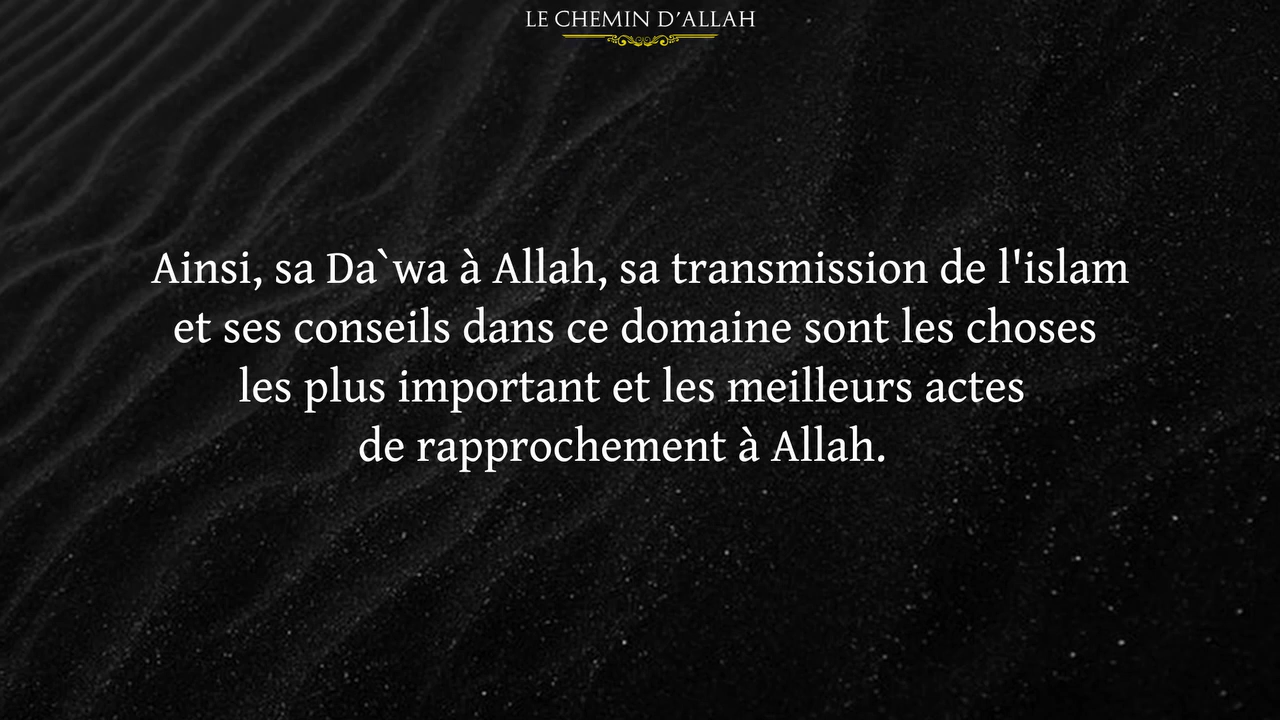 LE CHEMIN D’ALLAH
Ainsi, sa Da`wa à Allah, sa transmission de l'islam
et ses conseils dans ce domaine sont les choses
les plus important et les meilleurs actes
de rapprochement à Allah.